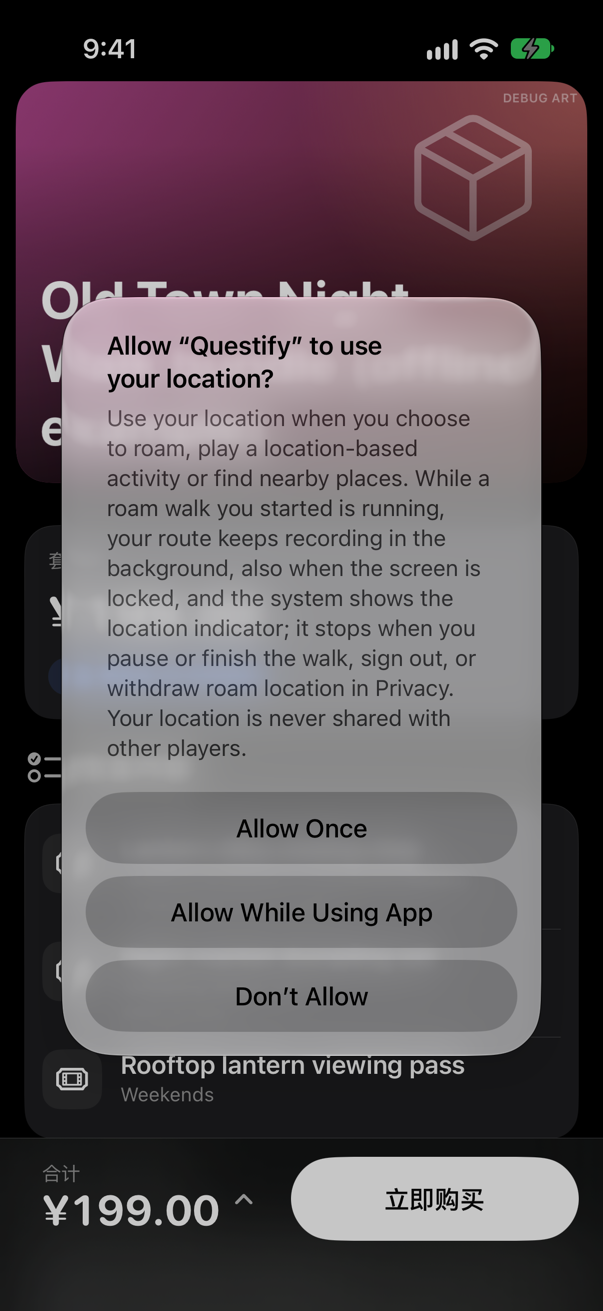 9:41
DEBUG ART
Old Town Night
Allow “Questify” to use
your location?
Use your location when you choose
to roam, play a location-based
activity or find nearby places. While a
roam walk you started is running,
your route keeps recording in the
background, also when the screen is
locked, and the system shows the
location indicator; it stops when you
pause or finish the walk, sign out, or
withdraw roam location in Privacy.
Your location is never shared with
other players.
Allow Once
Allow While Using App
Don’t Allow
Rooftop lantern viewing pass
Weekends
合计
¥199.00
立即购买